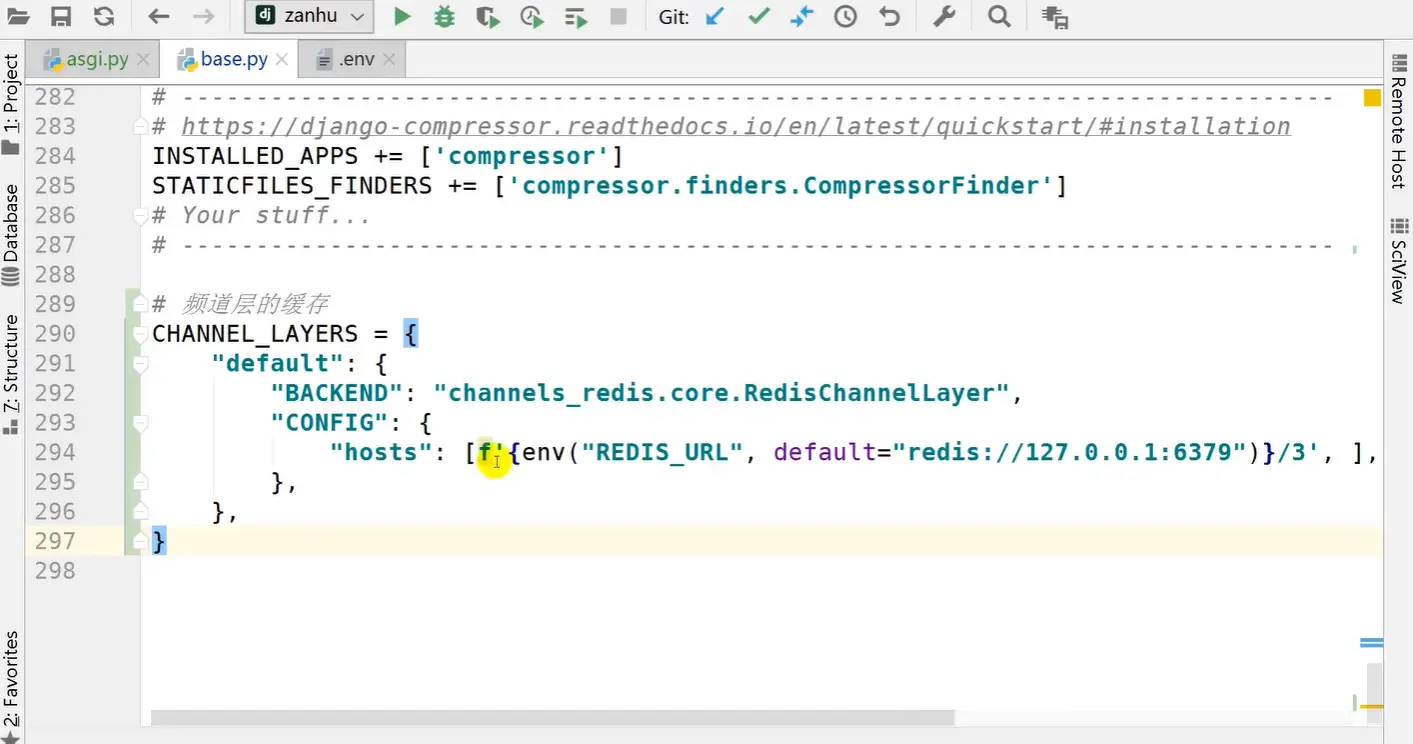 zanhu
Git:
asgi.py
base.py
.env
1: Project
Database
7: Structure
2: Favorites
Remote Host
SciView
282 # ------------------------------------------------------------------------------
283 # https://django-compressor.readthedocs.io/en/latest/quickstart/#installation
284 INSTALLED_APPS += ['compressor']
285 STATICFILES_FINDERS += ['compressor.finders.CompressorFinder']
286 # Your stuff...
287 # ------------------------------------------------------------------------------
288
289 # 频道层的缓存
290 CHANNEL_LAYERS = {
291 "default": {
292 "BACKEND": "channels_redis.core.RedisChannelLayer",
293 "CONFIG": {
294 "hosts": [f'{env("REDIS_URL", default="redis://127.0.0.1:6379")}/3', ],
295 },
296 },
297 }
298